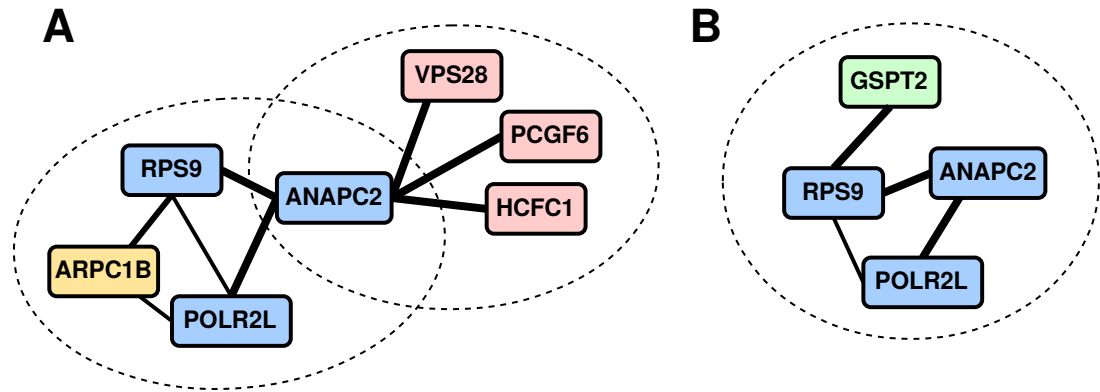 A
VPS28
PCGF6
RPS9
ANAPC2
HCFC1
ARPC1B
POLR2L
B
GSPT2
ANAPC2
RPS9
POLR2L